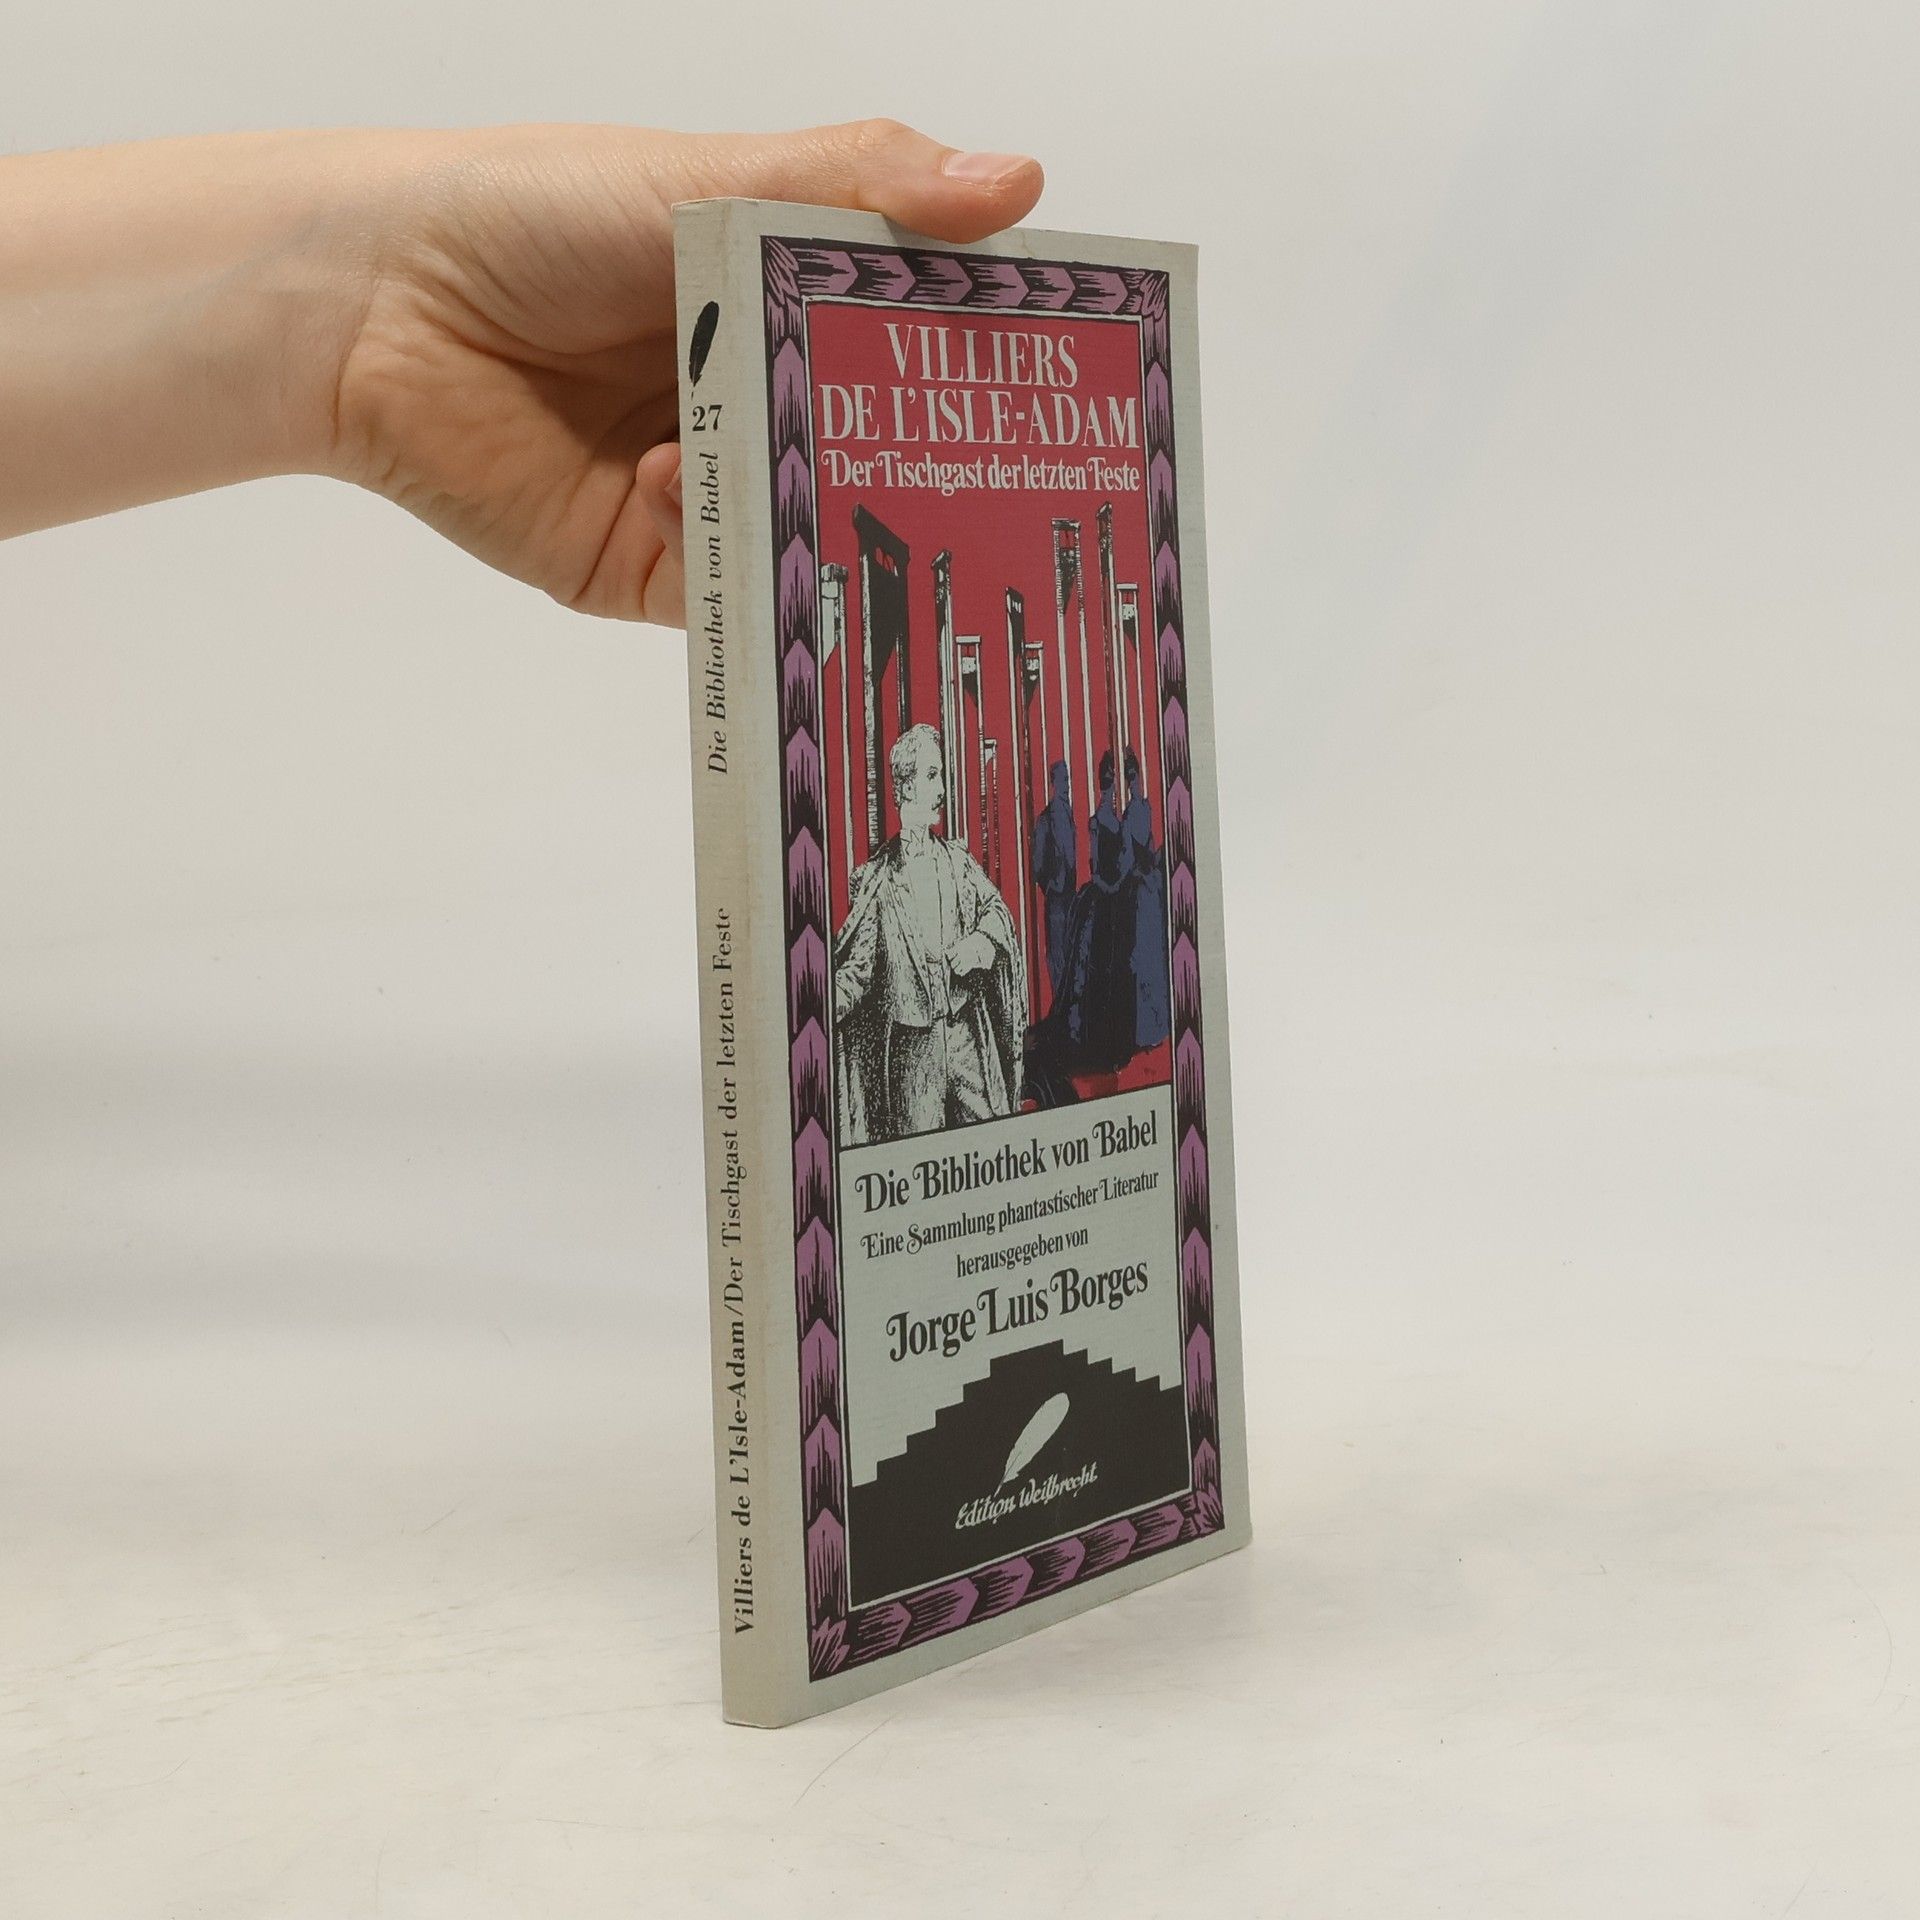 27
Die Bibliothek von Babel
Villiers de L'Isle-Adam/Der Tischgast der letzten Feste
VILLIERS
DE L'ISLE-ADAM
Der Tischgast der letzten Feste
Die Bibliothek von Babel
Eine Sammlung phantastischer Literatur
herausgegeben von
Jorge Luis Borges
Edition Weitbrecht